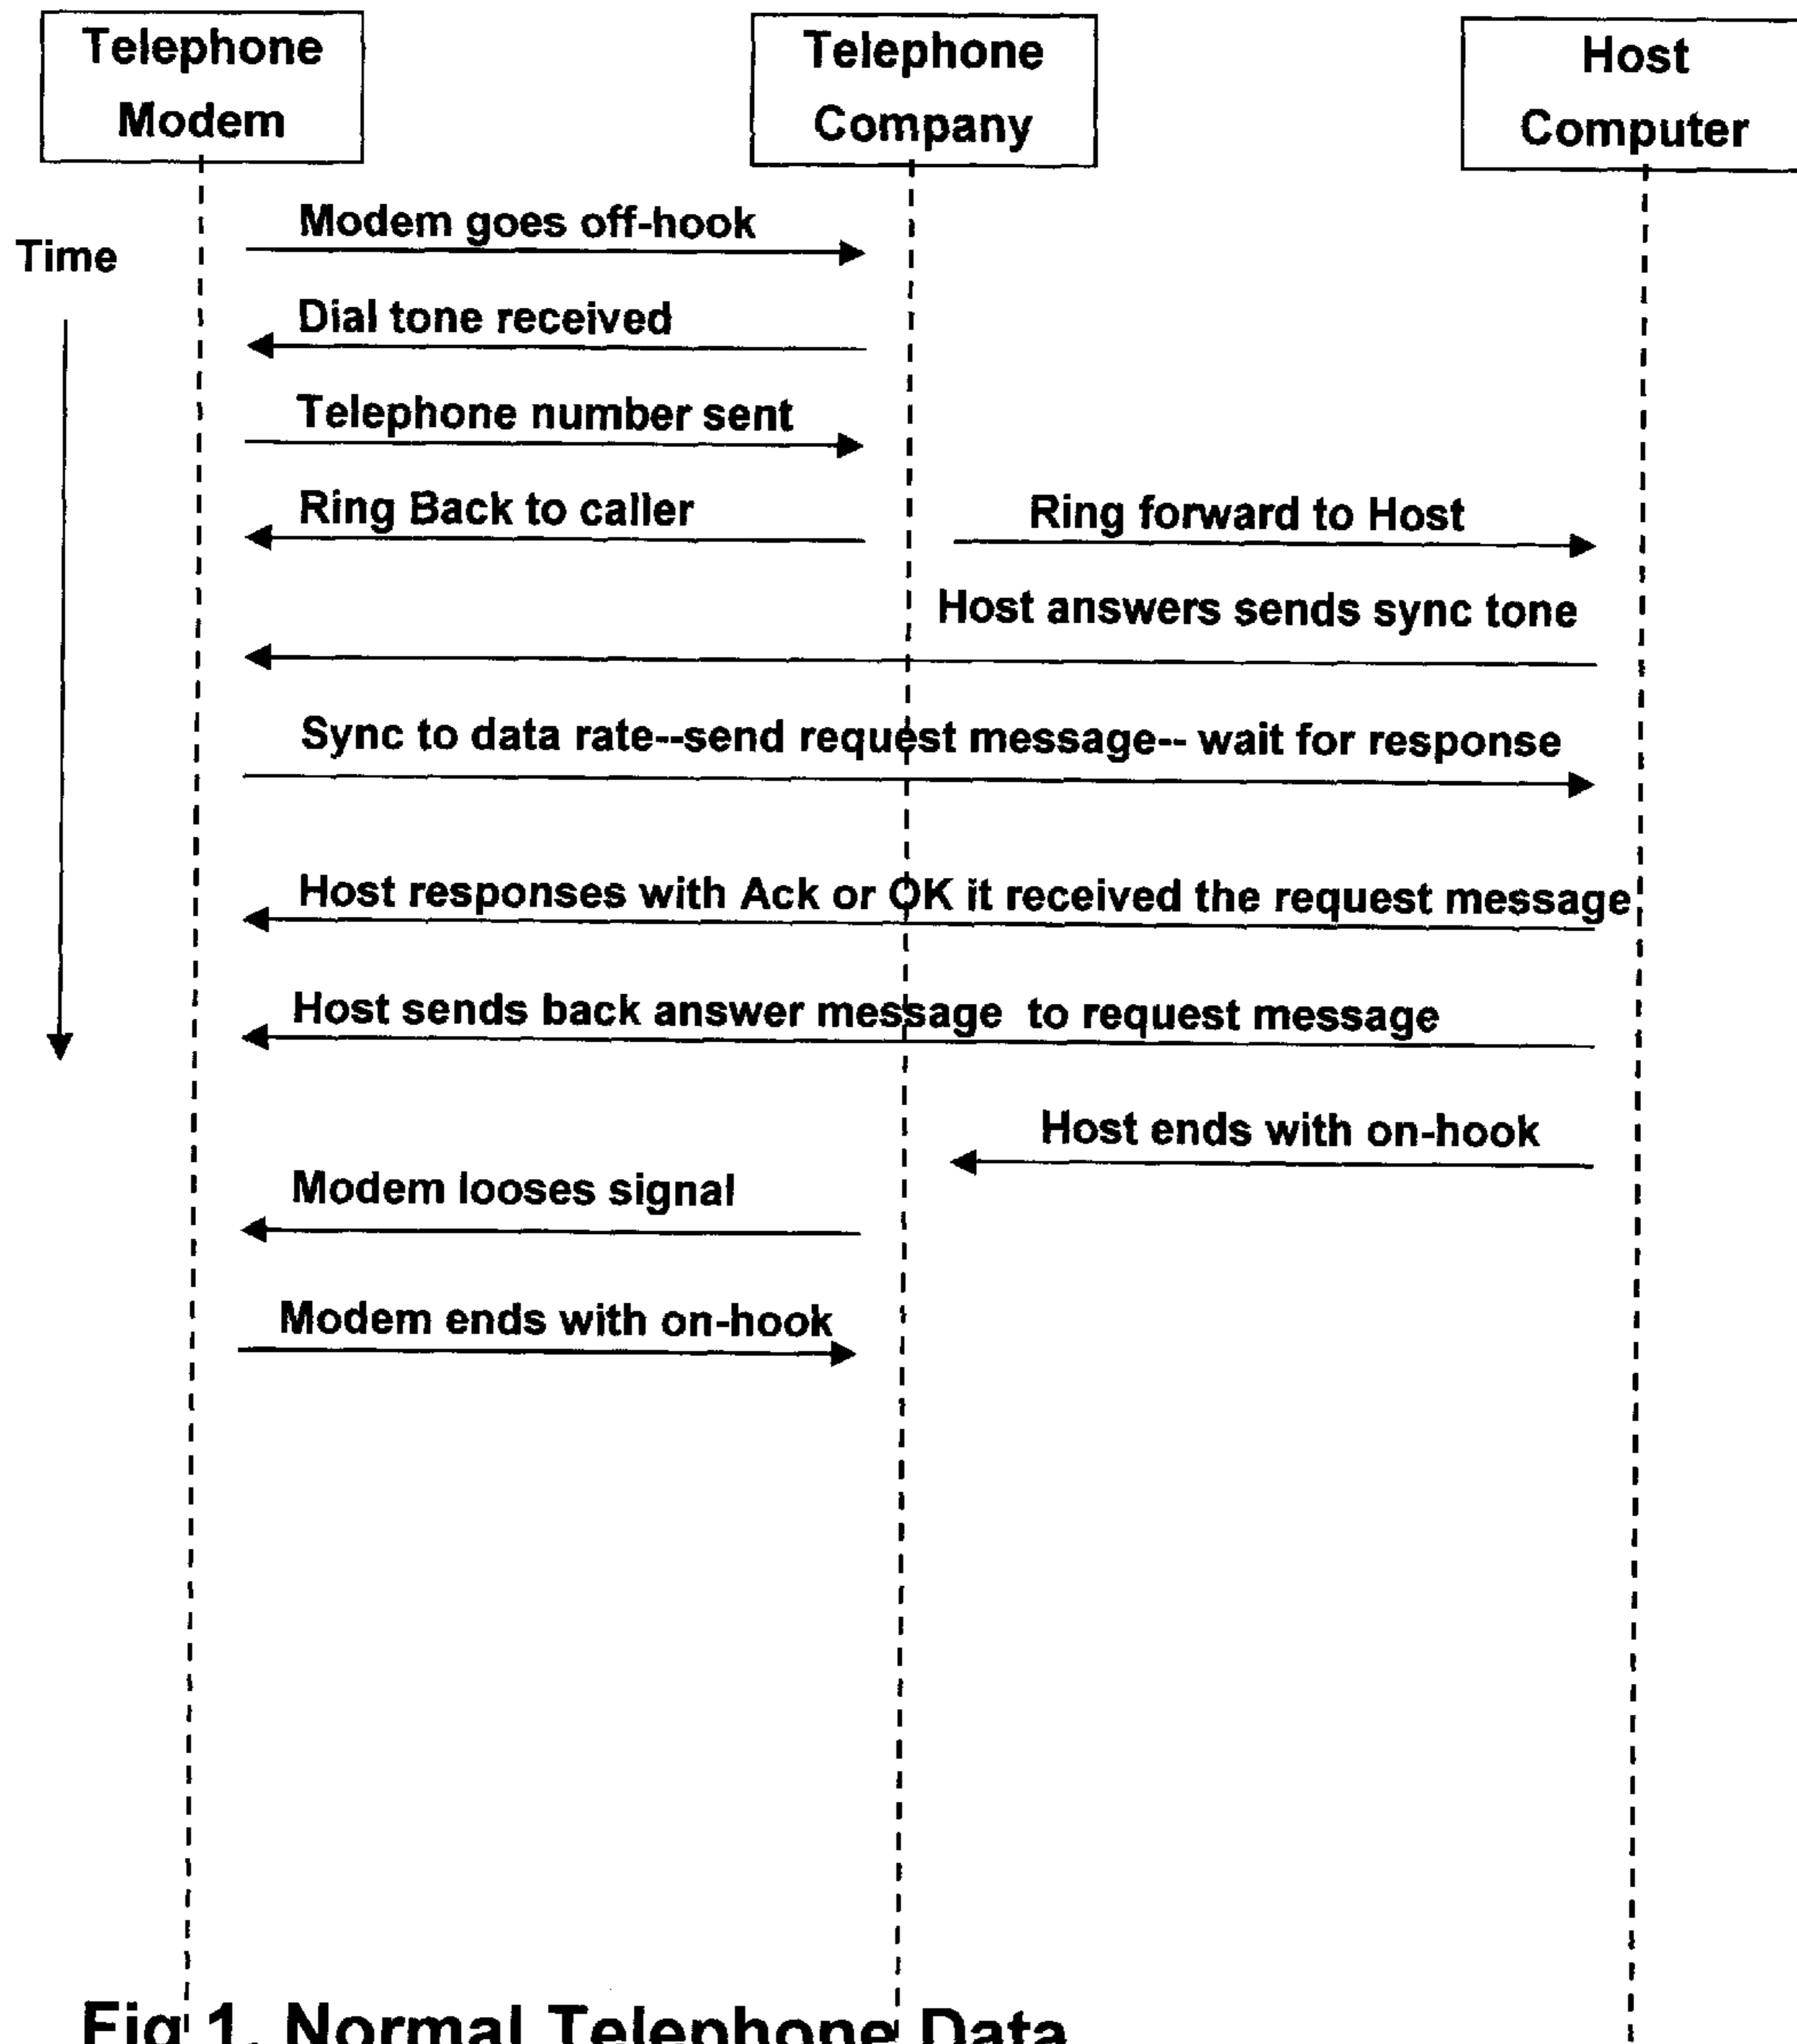 Telephone
Modem
Telephone
Company
Host
Computer
Time
Modem goes off-hook
Dial tone received
Telephone number sent
Ring Back to caller
Ring forward to Host
Host answers sends sync tone
Sync to data rate--send request message-- wait for response
Host responses with Ack or OK it received the request message
Host sends back answer message to request message
Host ends with on-hook
Modem looses signal
Modem ends with on-hook
Fig 1. Normal Telephone Data